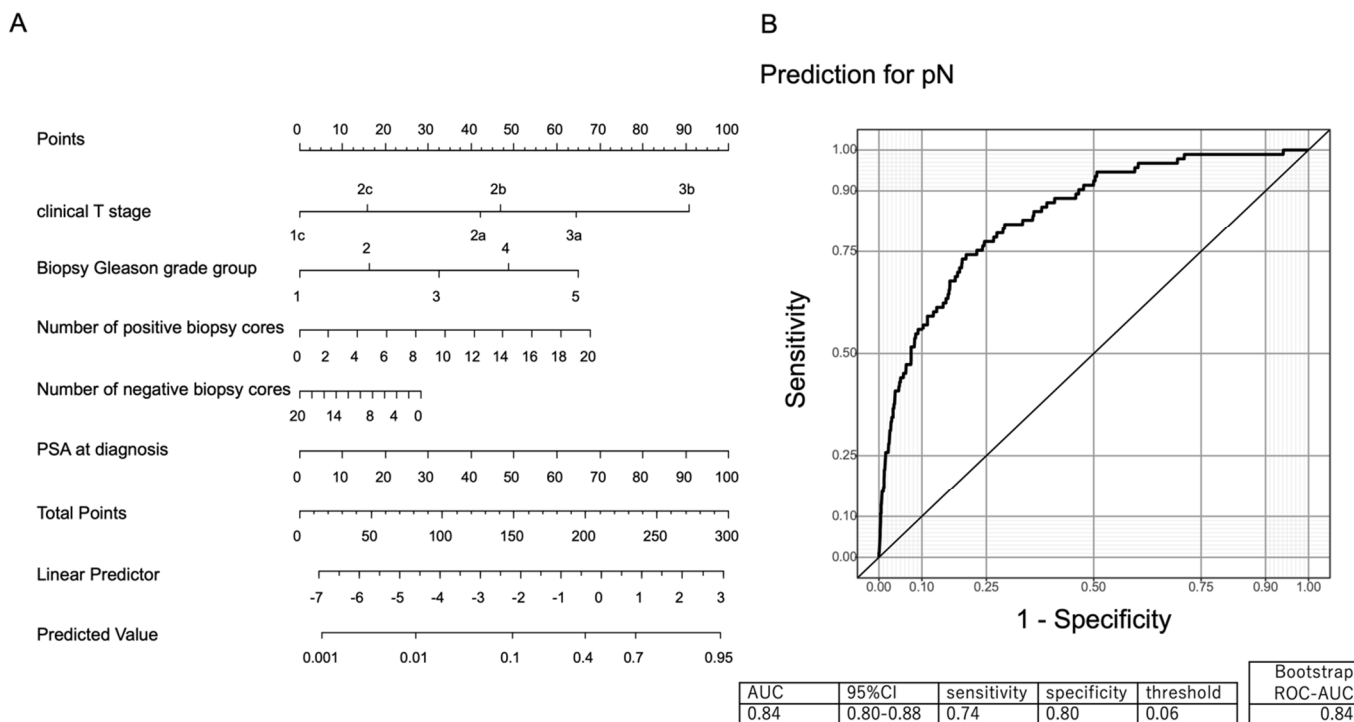 A
B
Prediction for pN
Points
0 10 20 30 40 50 60 70 80 90 100
2c 2b 3b
clinical T stage
1c 2a 3a
2 4
Biopsy Gleason grade group
1 3 5
Number of positive biopsy cores
0 2 4 6 8 10 12 14 16 18 20
Number of negative biopsy cores
20 14 8 4 0
PSA at diagnosis
0 10 20 30 40 50 60 70 80 90 100
Total Points
0 50 100 150 200 250 300
Linear Predictor
-7 -6 -5 -4 -3 -2 -1 0 1 2 3
Predicted Value
0.001 0.01 0.1 0.4 0.7 0.95
Sensitivity
1.00
0.90
0.75
0.50
0.25
0.10
0.00
0.00 0.10 0.25 0.50 0.75 0.90 1.00
1 - Specificity
AUC 95%CI sensitivity specificity threshold
0.84 0.80-0.88 0.74 0.80 0.06
Bootstrap
ROC-AUC
0.84